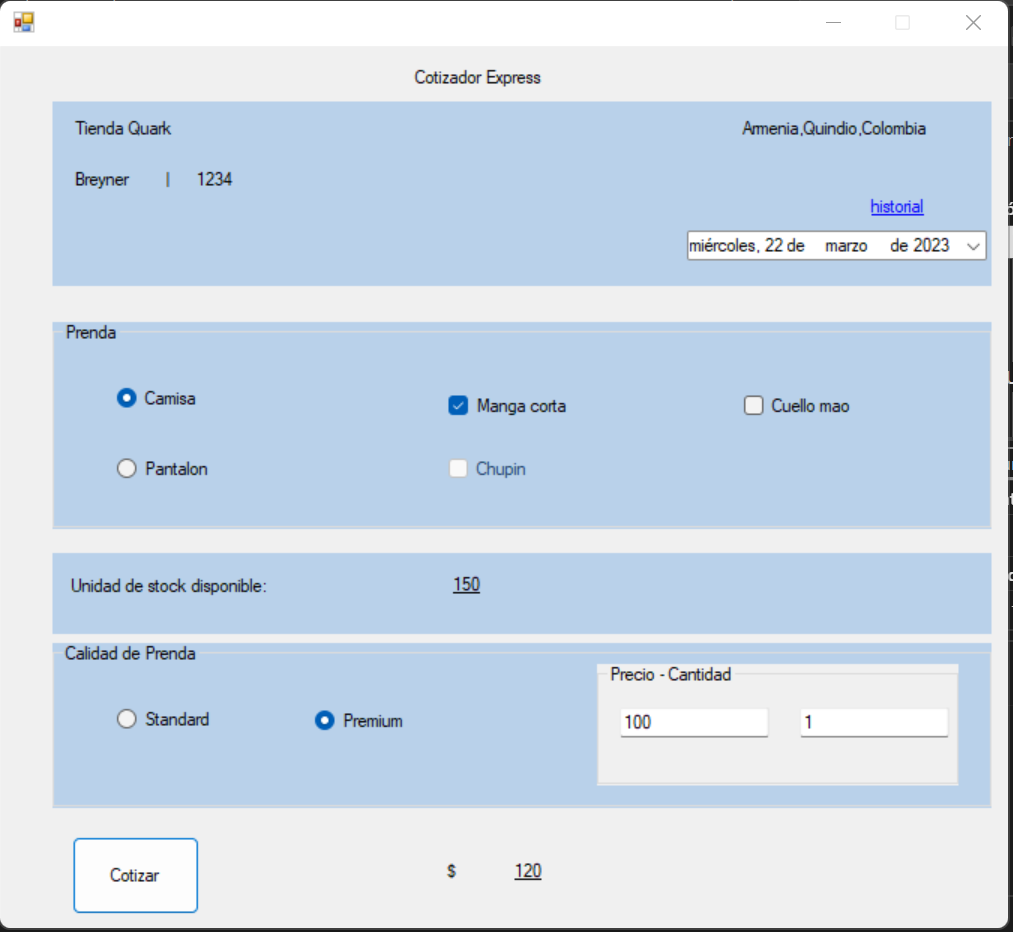 Cotizador Express
Tienda Quark Armenia,Quindio,Colombia
Breyner | 1234
historial
miércoles, 22 de marzo de 2023
Prenda
Camisa Manga corta Cuello mao
Pantalon Chupin
Unidad de stock disponible: 150
Calidad de Prenda
Precio - Cantidad
Standard Premium 100 1
Cotizar $ 120